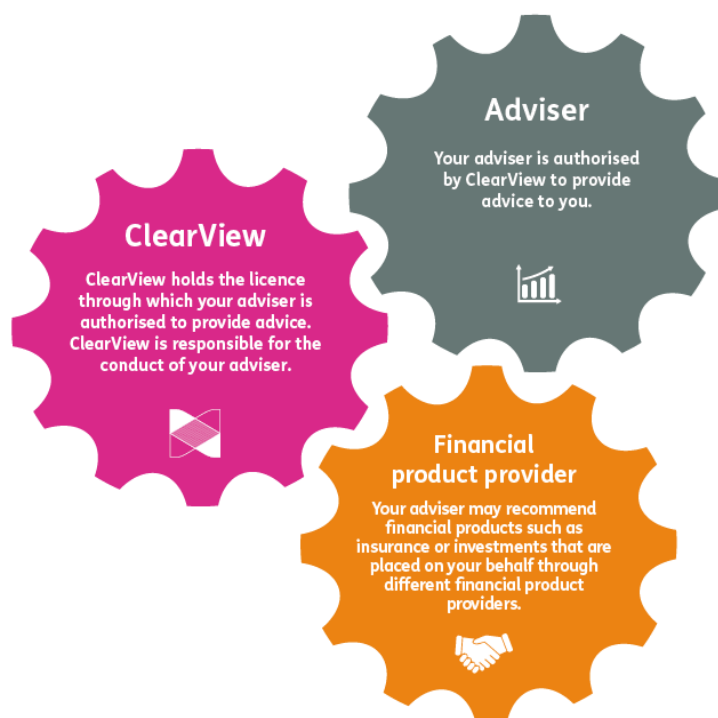 Adviser
Your adviser is authorised
by ClearView to provide
advice to you.
ClearView
ClearView holds the licence
through which your adviser is
authorised to provide advice.
ClearView is responsible for the
conduct of your adviser.
Financial
product provider
Your adviser may recommend
financial products such as
insurance or investments that are
placed on your behalf through
different financial product
providers.